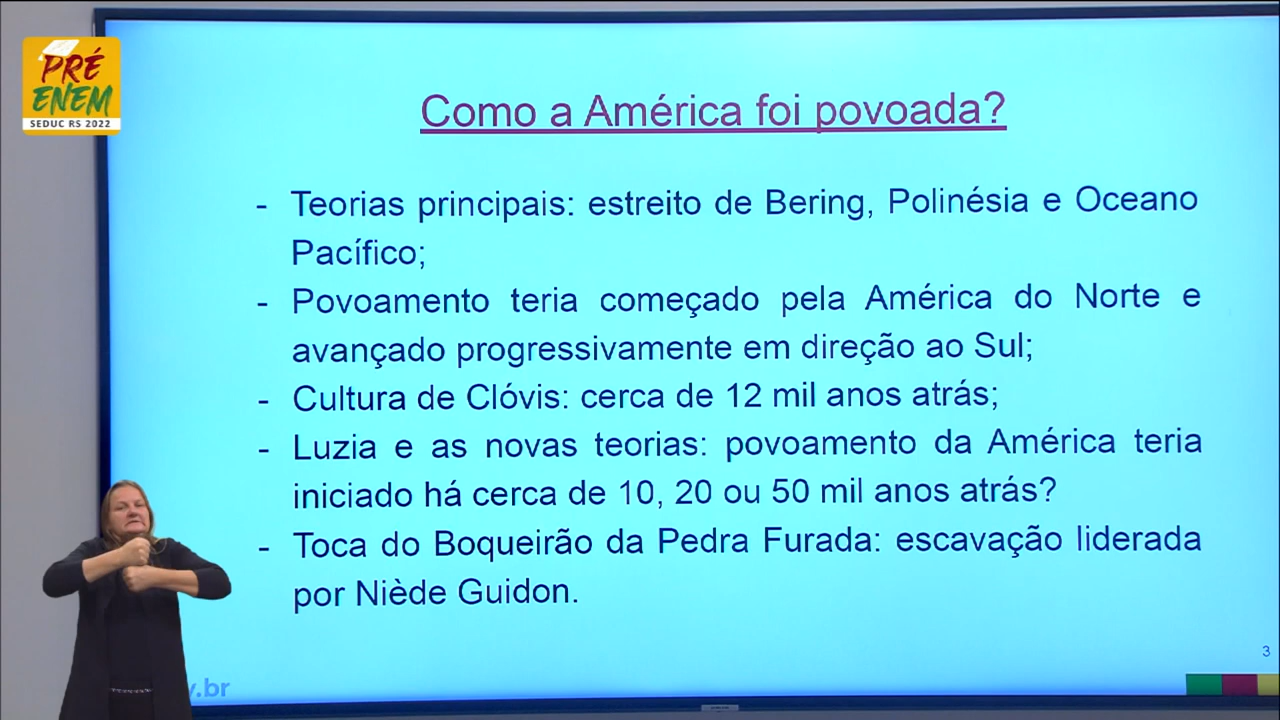 PRÉ
ENEM
SEDUC RS 2022
Como a América foi povoada?
- Teorias principais: estreito de Bering, Polinésia e Oceano
Pacífico;
- Povoamento teria começado pela América do Norte e
avançado progressivamente em direção ao Sul;
- Cultura de Clóvis: cerca de 12 mil anos atrás;
- Luzia e as novas teorias: povoamento da América teria
iniciado há cerca de 10, 20 ou 50 mil anos atrás?
- Toca do Boqueirão da Pedra Furada: escavação liderada
por Niède Guidon.
3
.br